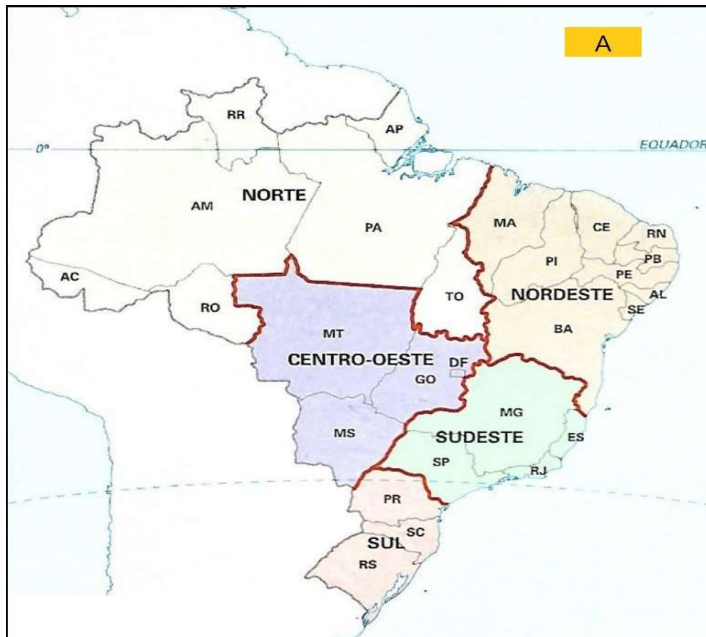 A
RR
AP
0°
EQUADOR
AM
NORTE
PA
MA
CE
RN
PI
PB
PE
AC
RO
TO
NORDESTE
AL
SE
BA
MT
CENTRO-OESTE
DF
GO
MG
MS
SUDESTE
ES
SP
RJ
PR
SC
SUL
RS